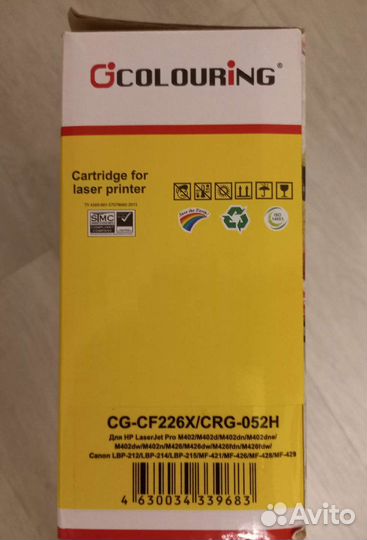 COLOURING®
Cartridge for
laser printer
STMC
Save the Earth
ISO
14001
CG-CF226X/CRG-052H
Для HP LaserJet Pro M402/M402d/M402dn/M402dne/
M402dw/M402n/M426/M426dw/M426fdn/M426fdw/
Canon LBP-212/LBP-214/LBP-215/MF-421/MF-426/MF-428/MF-429
4 630034 339683
Avito